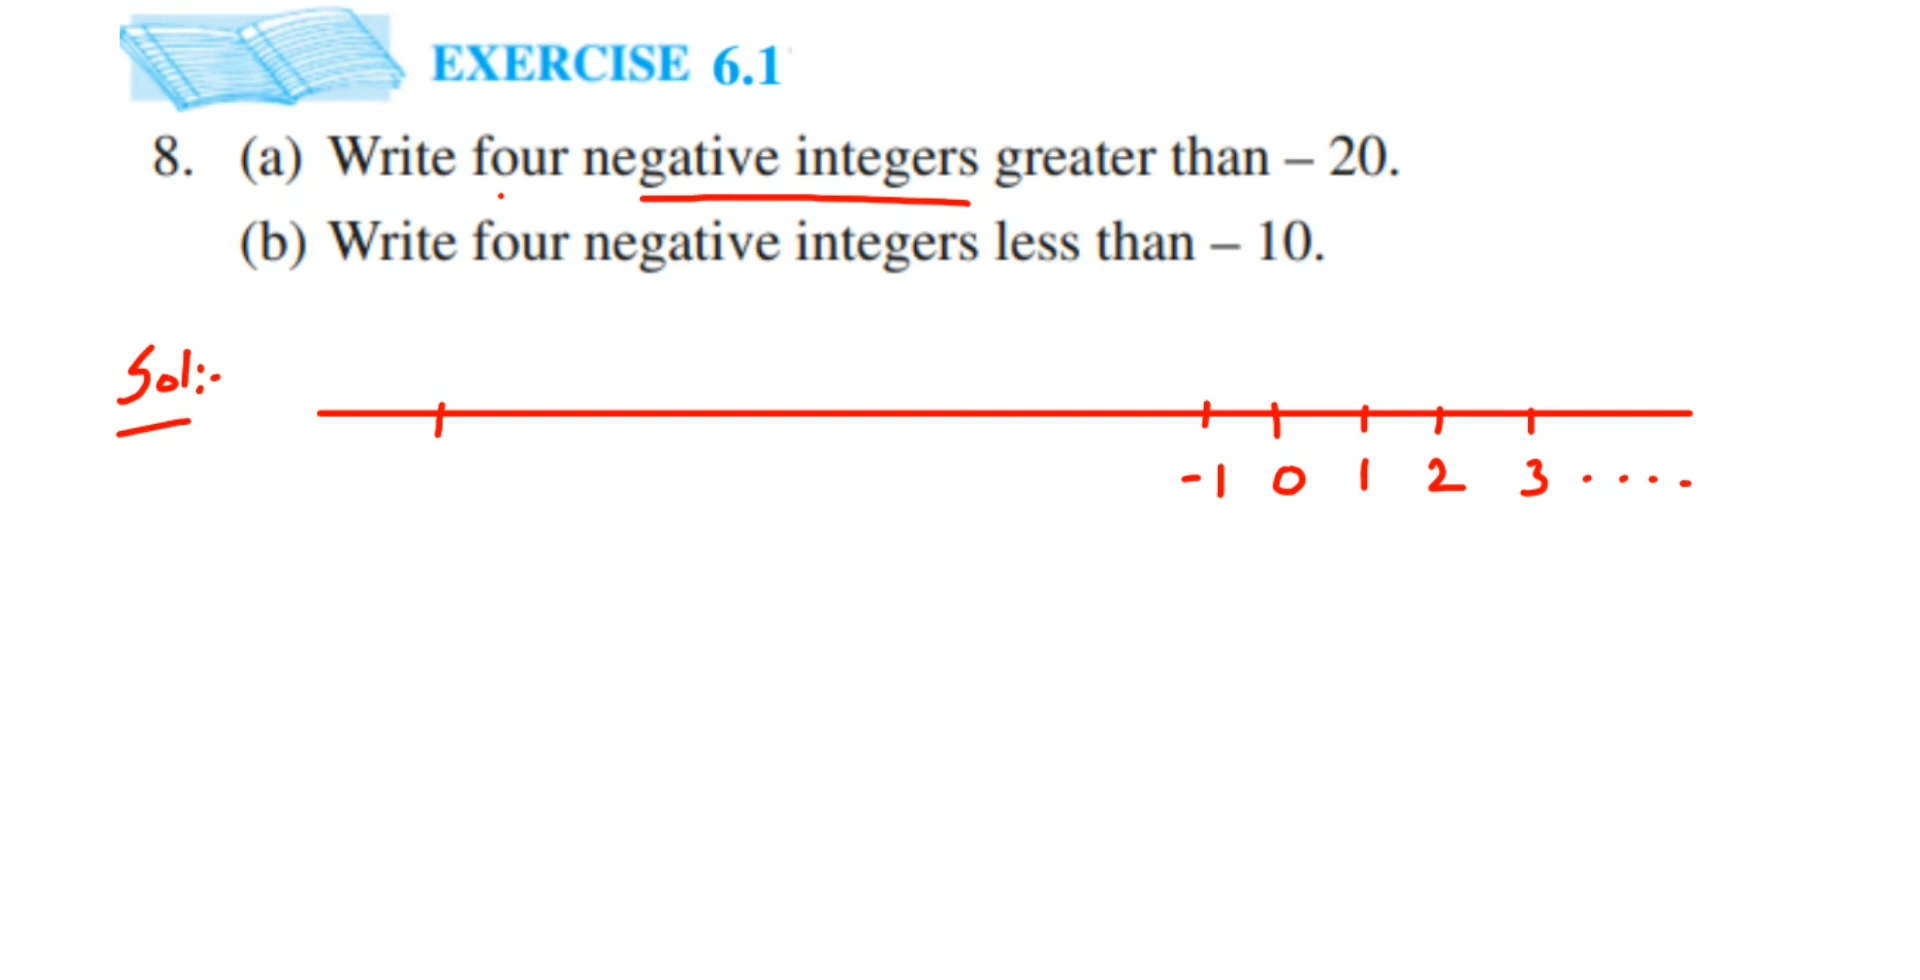 EXERCISE 6.1
8. (a) Write four negative integers greater than – 20.
(b) Write four negative integers less than – 10.
Sol:-
-1 0 1 2 3 ....